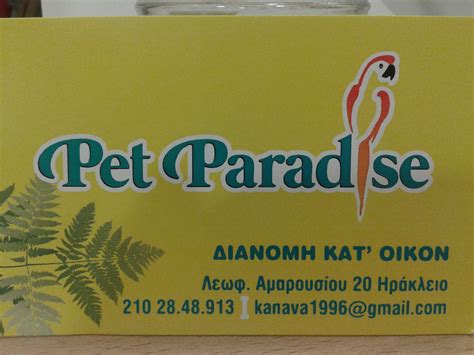 Pet Paradise
ΔΙΑΝΟΜΗ ΚΑΤ' ΟΙΚΟΝ
Λεωφ. Αμαρουσίου 20 Ηράκλειο
210 28.48.913 I kanava1996@gmail.com